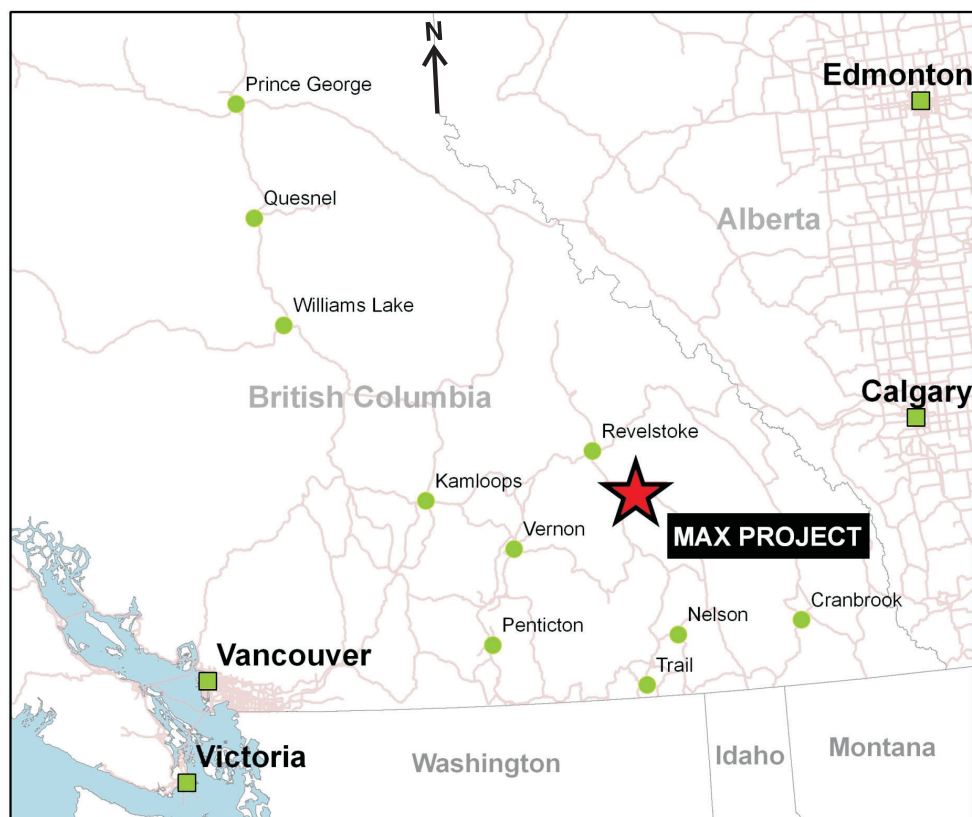 N
Edmonton
Prince George
Quesnel
Alberta
Williams Lake
British Columbia
Calgary
Revelstoke
Kamloops
Vernon
MAX PROJECT
Cranbrook
Nelson
Penticton
Vancouver
Trail
Victoria
Washington
Idaho
Montana